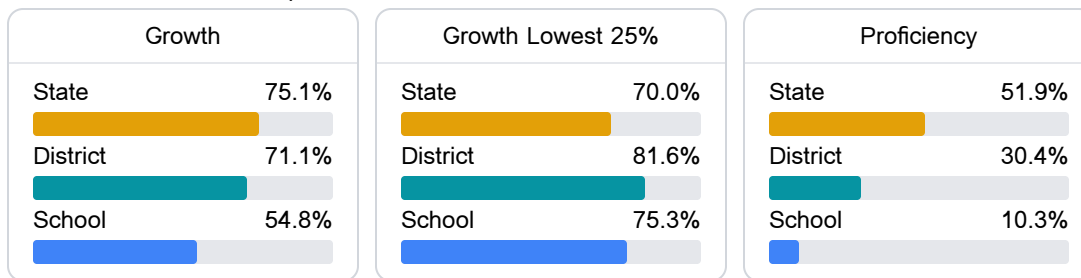 Growth
State 75.1%
District 71.1%
School 54.8%
Growth Lowest 25%
State 70.0%
District 81.6%
School 75.3%
Proficiency
State 51.9%
District 30.4%
School 10.3%